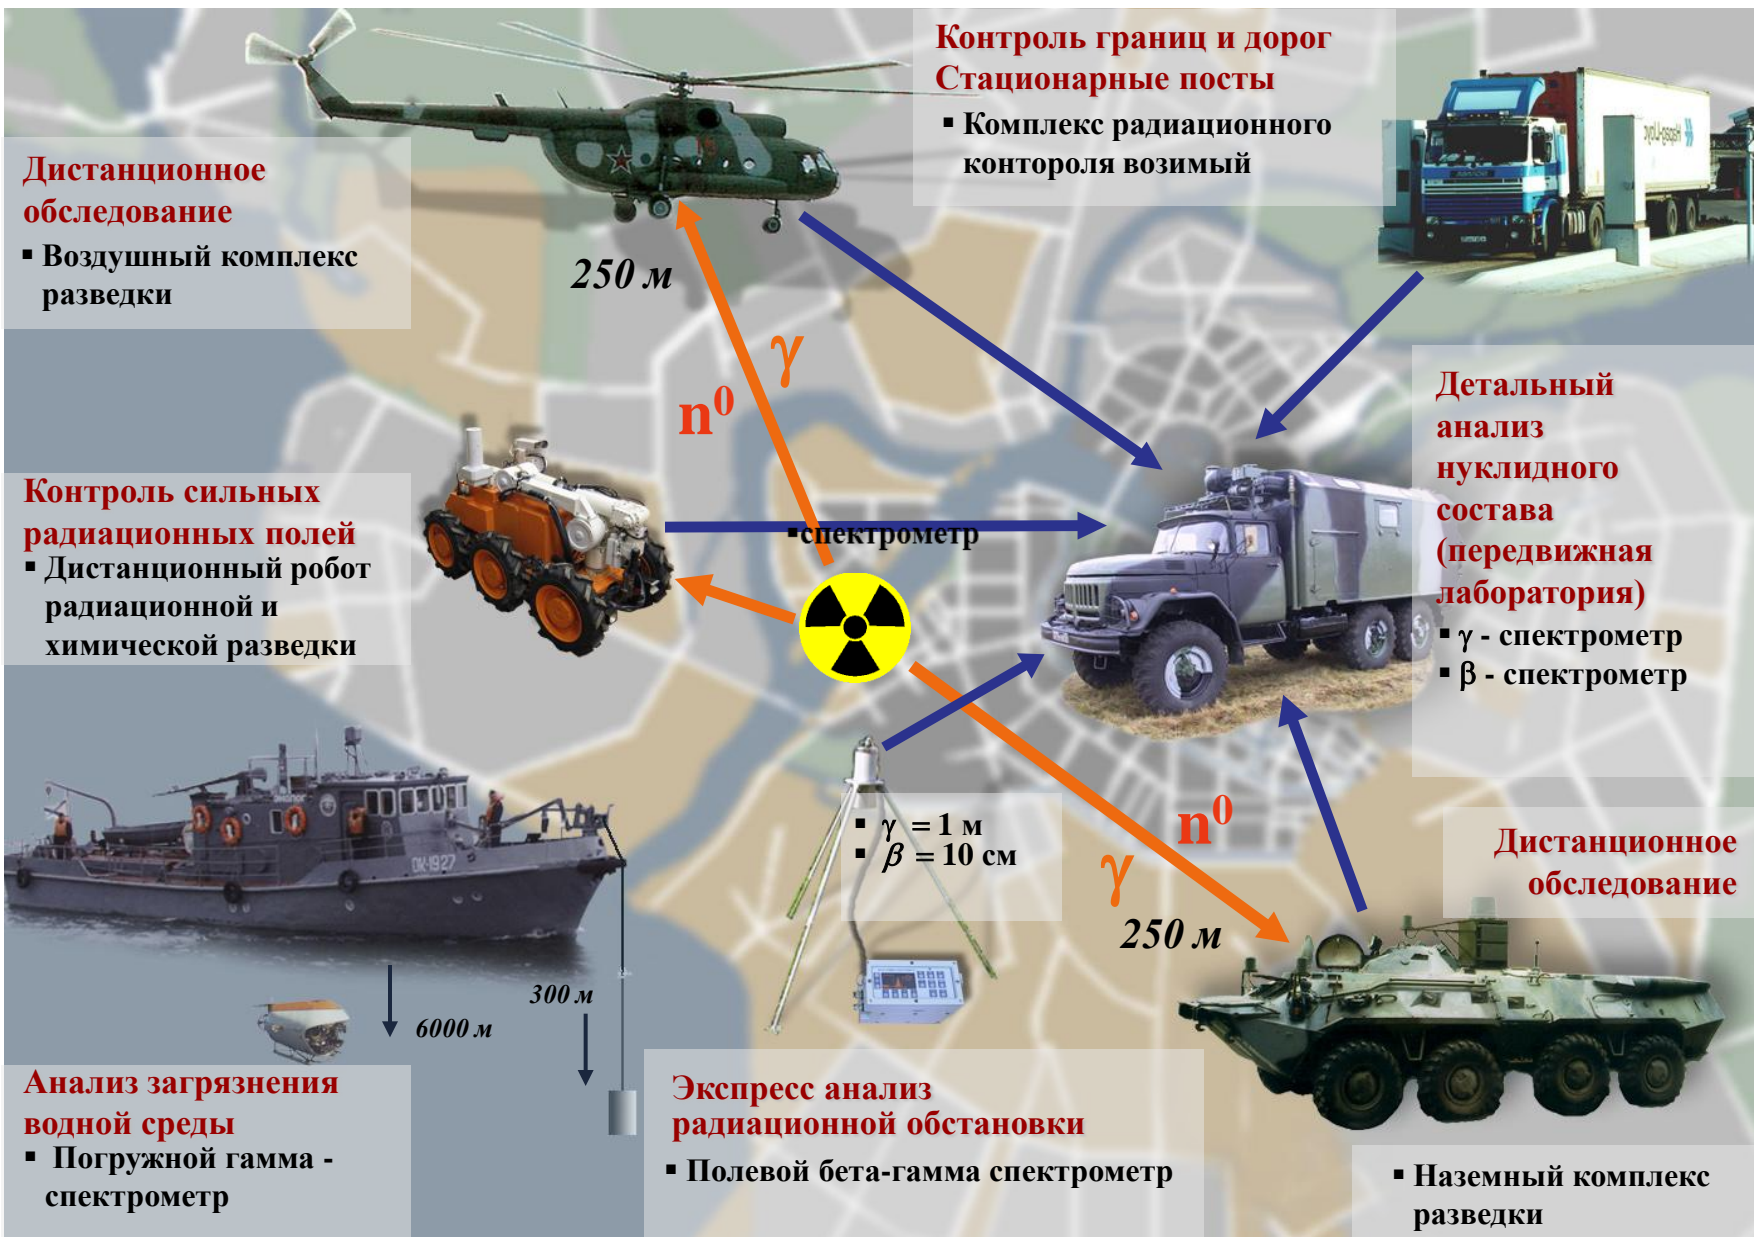 Контроль границ и дорог
Стационарные посты
▪ Комплекс радиационного
контороля возимый
Дистанционное
обследование
▪ Воздушный комплекс
разведки
250 м
γ
n⁰
Детальный
анализ
нуклидного
состава
(передвижная
лаборатория)
▪ γ - спектрометр
▪ β - спектрометр
Контроль сильных
радиационных полей
▪ Дистанционный робот
радиационной и
химической разведки
▪спектрометр
▪ γ = 1 м
▪ β = 10 см
n⁰
γ
250 м
Дистанционное
обследование
▪ Наземный комплекс
разведки
ОК-1927
300 м
6000 м
Анализ загрязнения
водной среды
▪ Погружной гамма -
спектрометр
Экспресс анализ
радиационной обстановки
▪ Полевой бета-гамма спектрометр